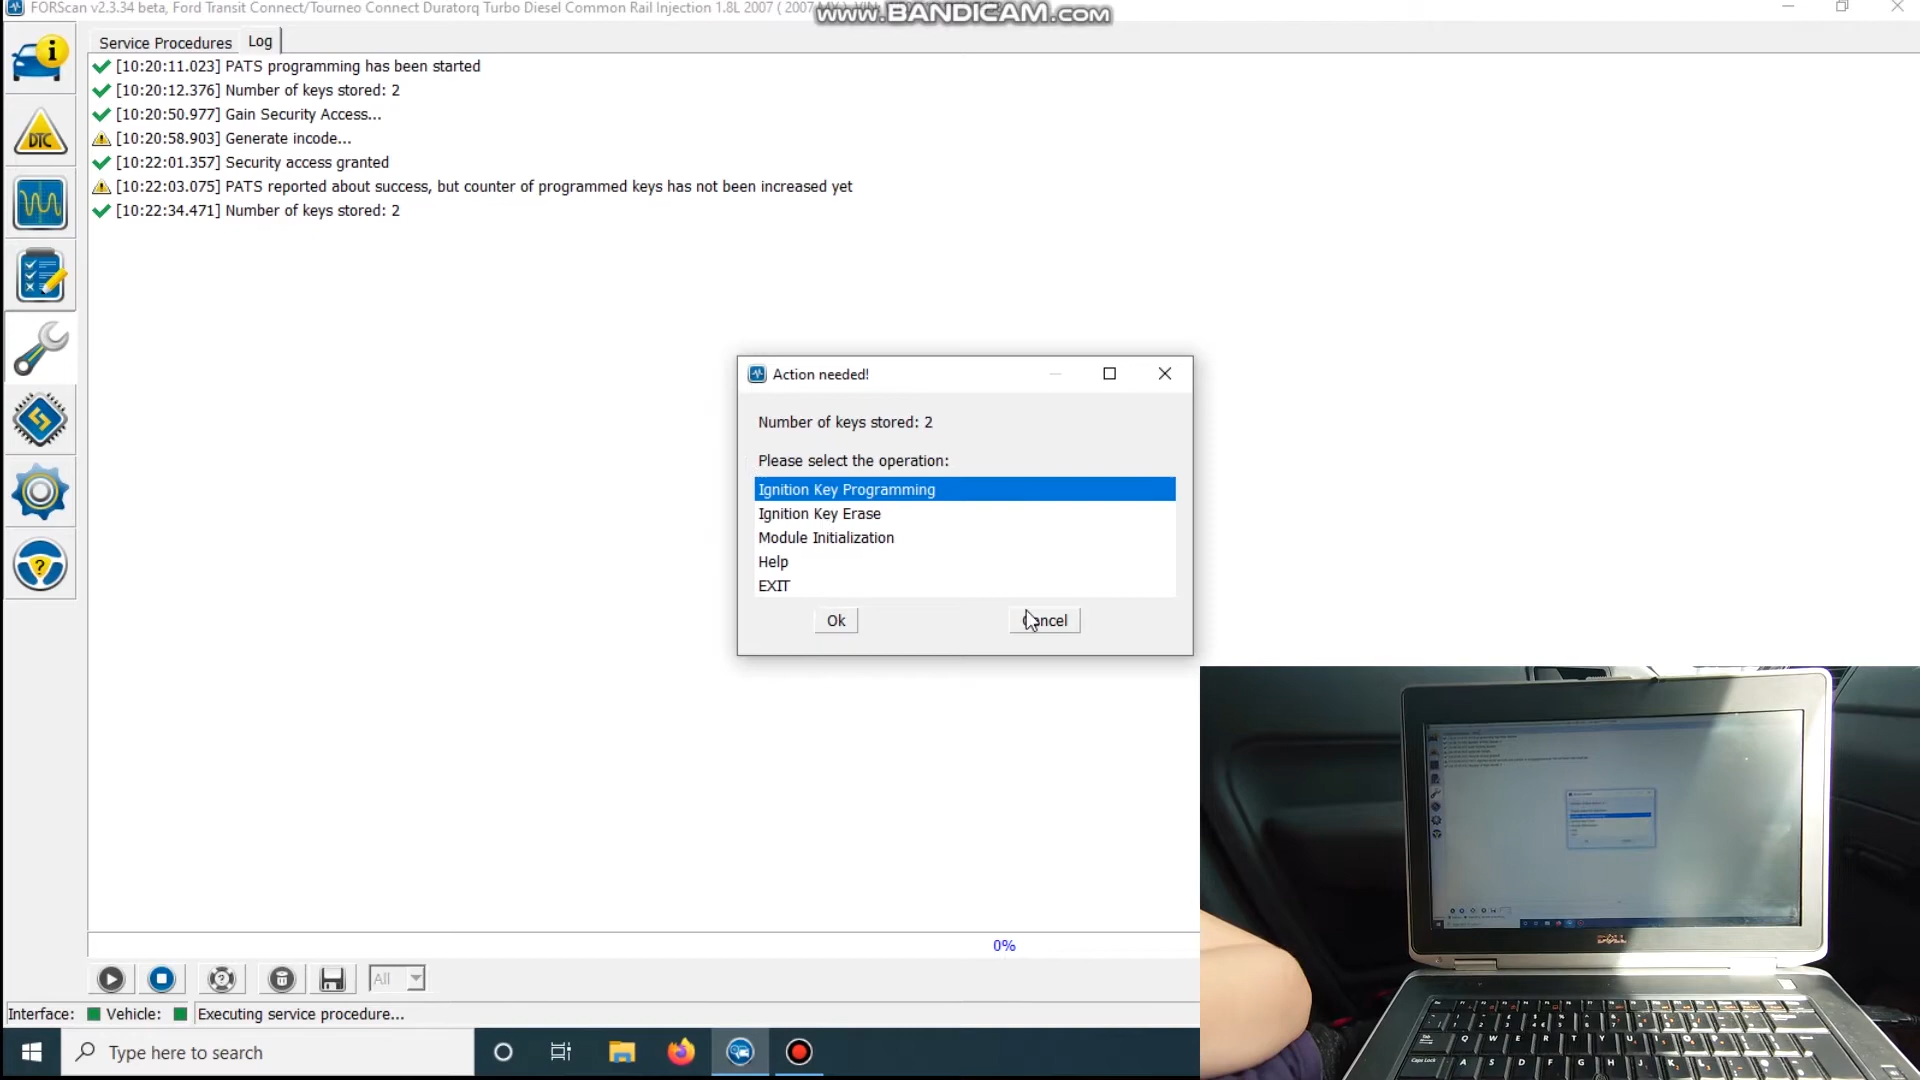 FORScan v2.3.34 beta, Ford Transit Connect/Tourneo Connect Duratorq Turbo Diesel Common Rail Injection 1.8L 2007 ( 2007
www.BANDICAM.com
Service Procedures
Log
[10:20:11.023] PATS programming has been started
[10:20:12.376] Number of keys stored: 2
[10:20:50.977] Gain Security Access...
[10:20:58.903] Generate incode...
[10:22:01.357] Security access granted
[10:22:03.075] PATS reported about success, but counter of programmed keys has not been increased yet
[10:22:34.471] Number of keys stored: 2
DTC
Action needed!
Number of keys stored: 2
Please select the operation:
Ignition Key Programming
Ignition Key Erase
Module Initialization
Help
EXIT
Ok
Cancel
0%
All
Interface:
Vehicle:
Executing service procedure...
Type here to search
DELL
Q W E R T Y U I
A S D F G H J K